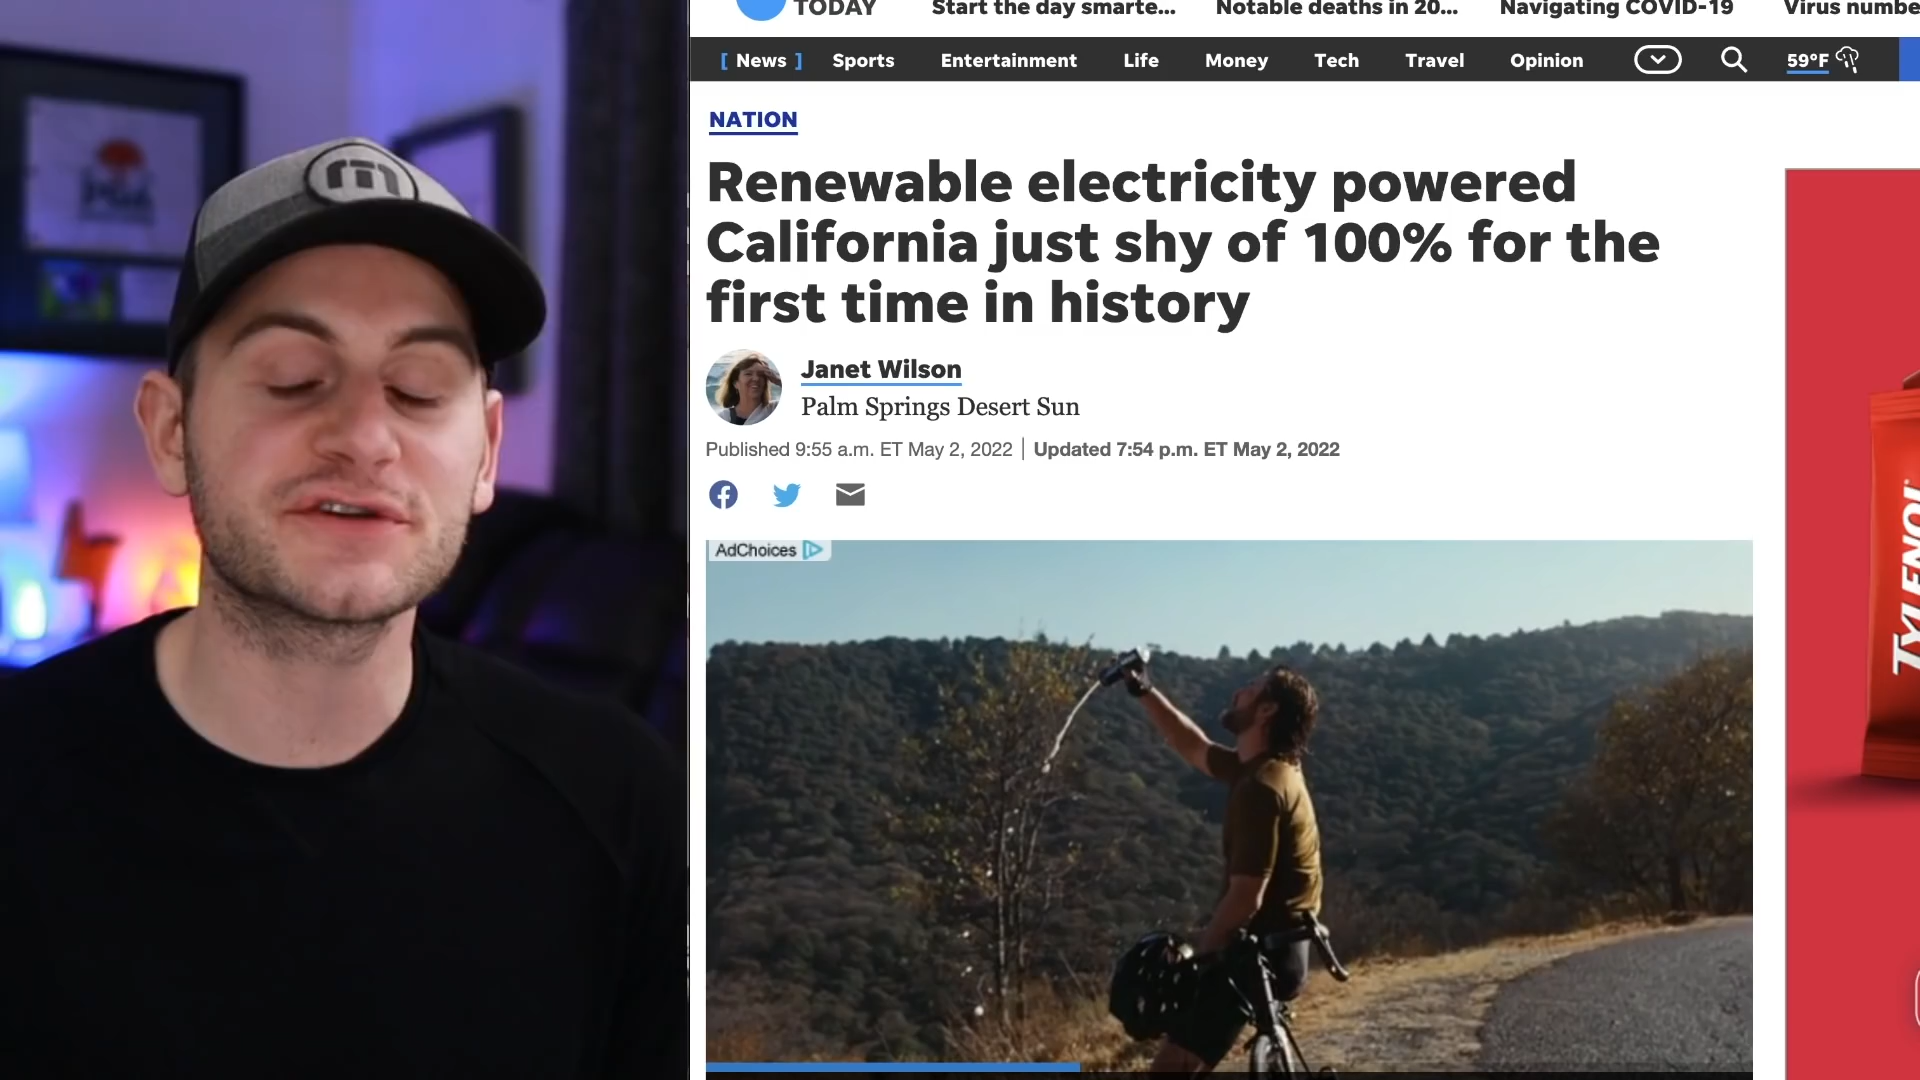 TODAY
Start the day smarte...
Notable deaths in 20...
Navigating COVID-19
Virus numbe
[ News ]
Sports
Entertainment
Life
Money
Tech
Travel
Opinion
59°F
NATION
Renewable electricity powered
California just shy of 100% for the
first time in history
Janet Wilson
Palm Springs Desert Sun
Published 9:55 a.m. ET May 2, 2022 | Updated 7:54 p.m. ET May 2, 2022
AdChoices
TYLENOL
PGA